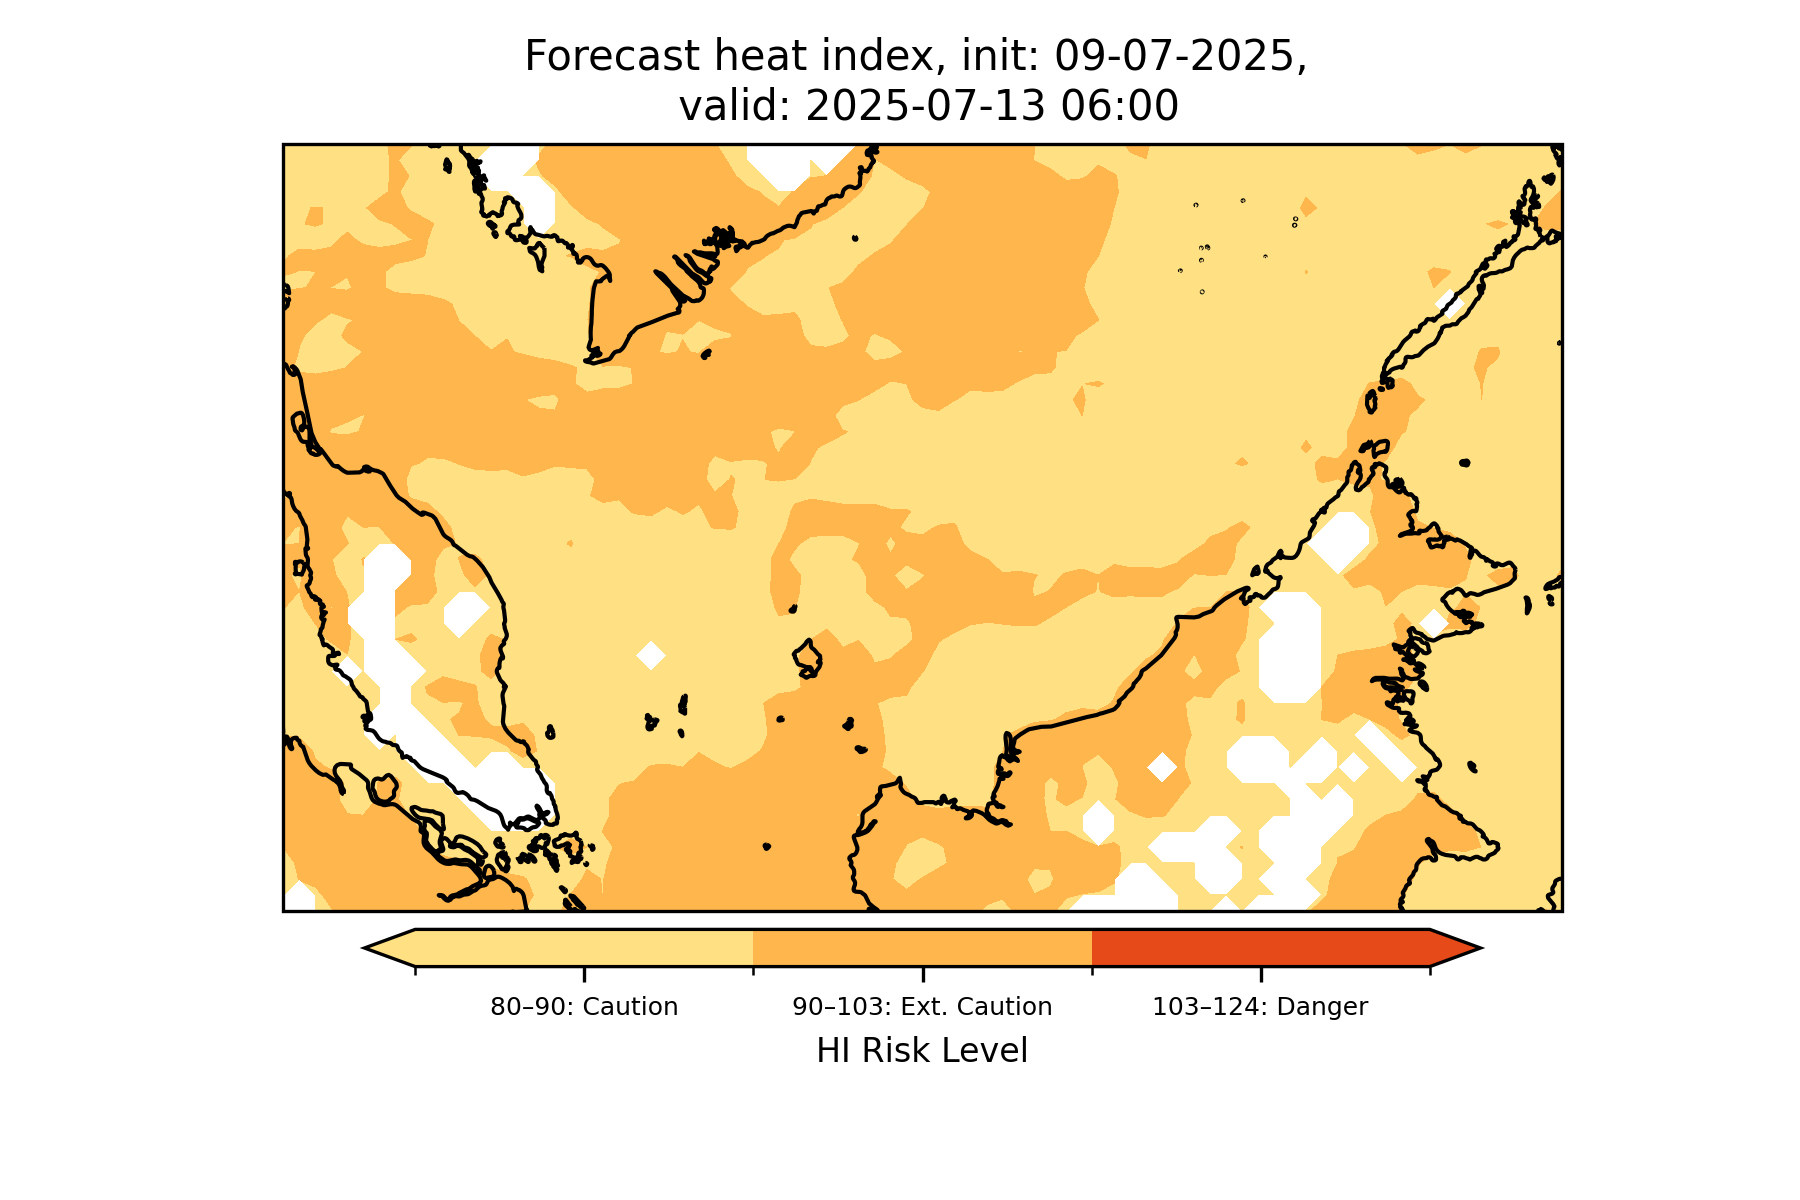 Forecast heat index, init: 09-07-2025,
valid: 2025-07-13 06:00
80–90: Caution
90–103: Ext. Caution
103–124: Danger
HI Risk Level